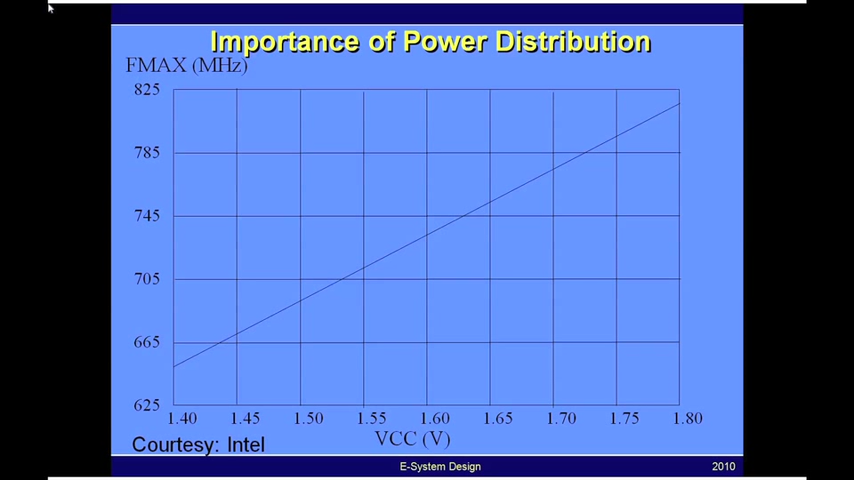 Importance of Power Distribution
FMAX (MHz)
825
785
745
705
665
625
1.40 1.45 1.50 1.55 1.60 1.65 1.70 1.75 1.80
VCC (V)
Courtesy: Intel
E-System Design 2010